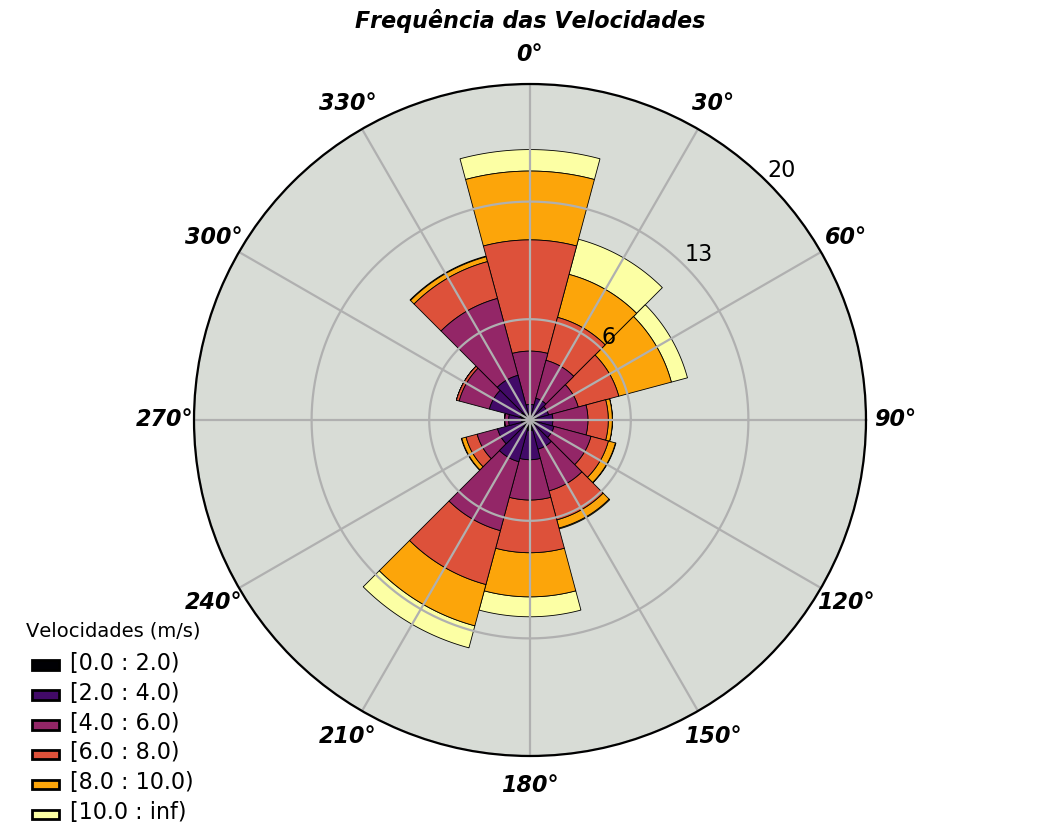 Frequência das Velocidades
0°
330°
30°
20
300°
60°
13
6
270°
90°
240°
120°
210°
150°
180°
Velocidades (m/s)
[0.0 : 2.0)
[2.0 : 4.0)
[4.0 : 6.0)
[6.0 : 8.0)
[8.0 : 10.0)
[10.0 : inf)